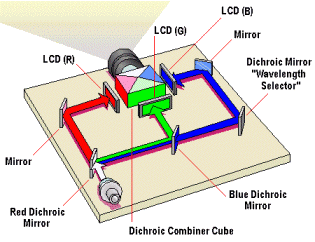 LCD (B)
LCD (G)
Mirror
LCD (R)
Dichroic Mirror
"Wavelength
Selector"
Mirror
Blue Dichroic
Mirror
Red Dichroic
Mirror
Dichroic Combiner Cube